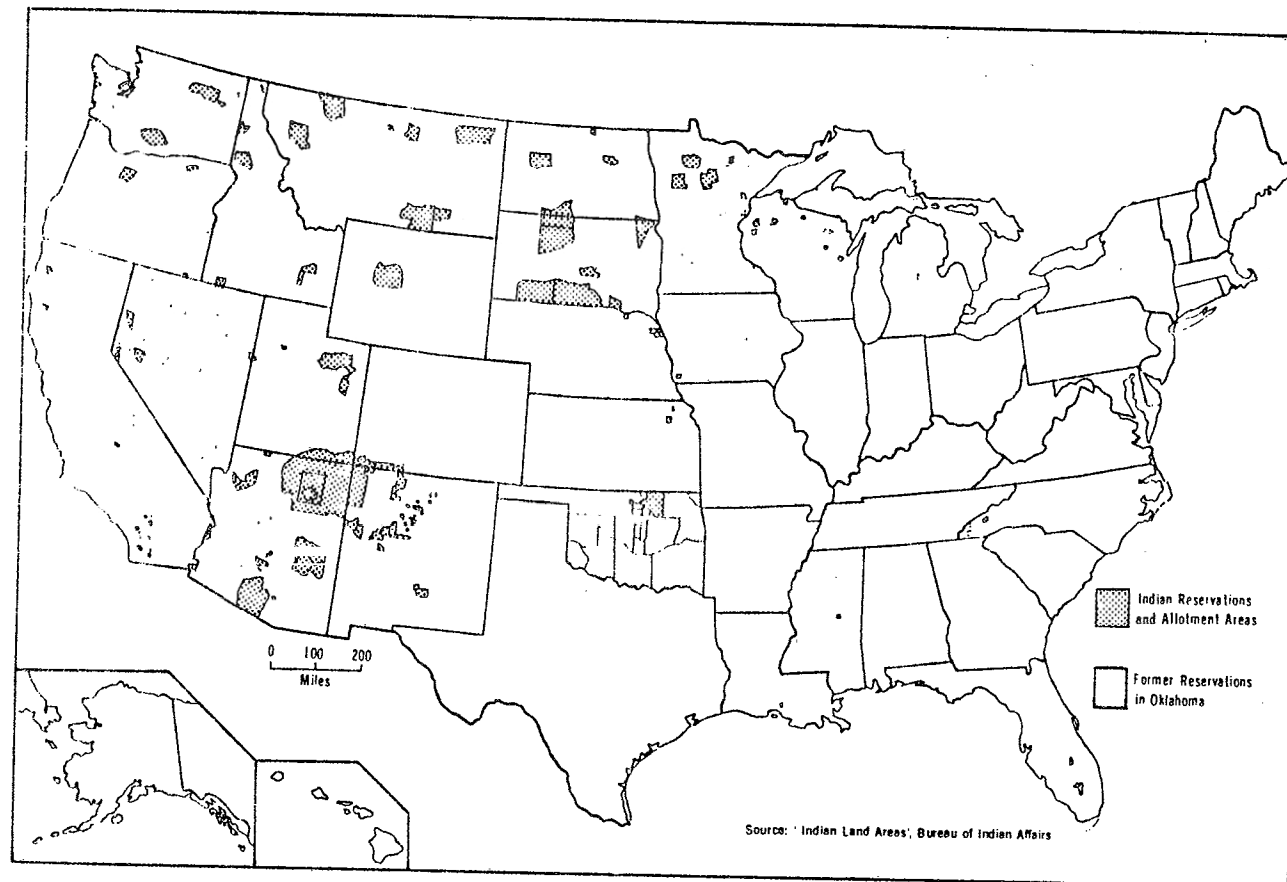 0 100 200
Miles
Indian Reservations
and Allotment Areas
Former Reservations
in Oklahoma
Source: 'Indian Land Areas', Bureau of Indian Affairs